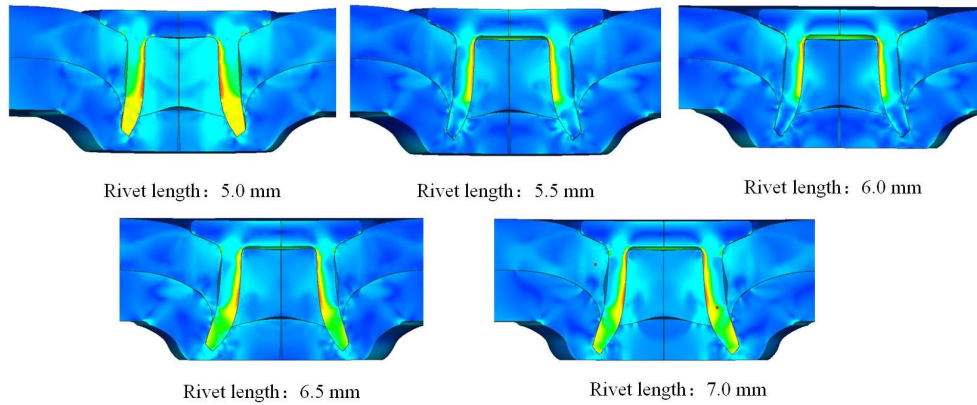 Rivet length：5.0 mm
Rivet length：5.5 mm
Rivet length：6.0 mm
Rivet length：6.5 mm
Rivet length：7.0 mm